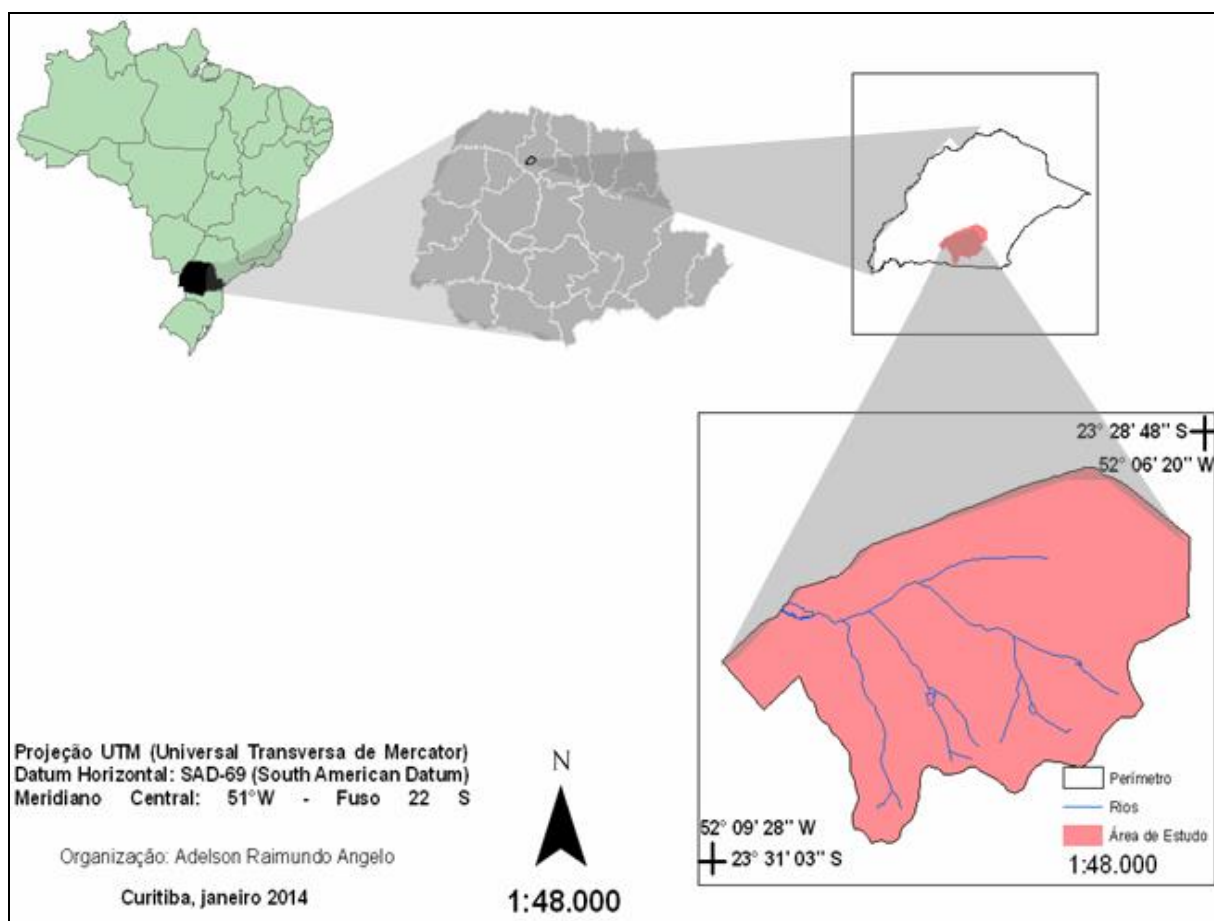 23° 28' 48" S
52° 06' 20" W
Perímetro
Rios
Área de Estudo
1:48.000
52° 09' 28" W
23° 31' 03" S
Projeção UTM (Universal Transversa de Mercator)
Datum Horizontal: SAD-69 (South American Datum)
Meridiano Central: 51°W - Fuso 22 S
Organização: Adelson Raimundo Angelo
Curitiba, janeiro 2014
N
1:48.000